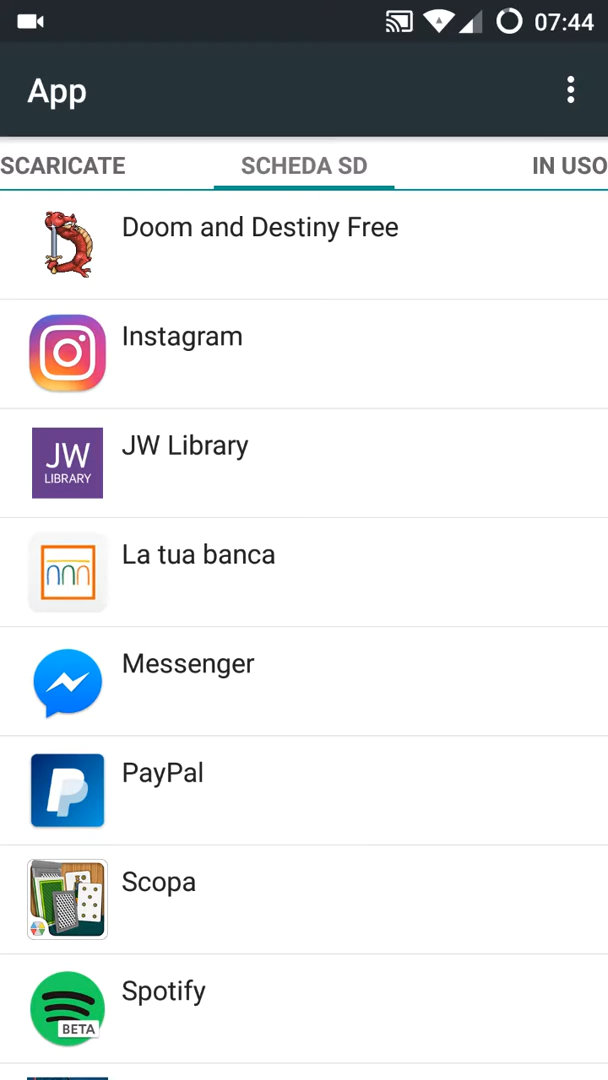 07:44
App
SCARICATE SCHEDA SD IN USO
Doom and Destiny Free
Instagram
JW LIBRARY
JW Library
La tua banca
Messenger
PayPal
Scopa
Spotify
BETA